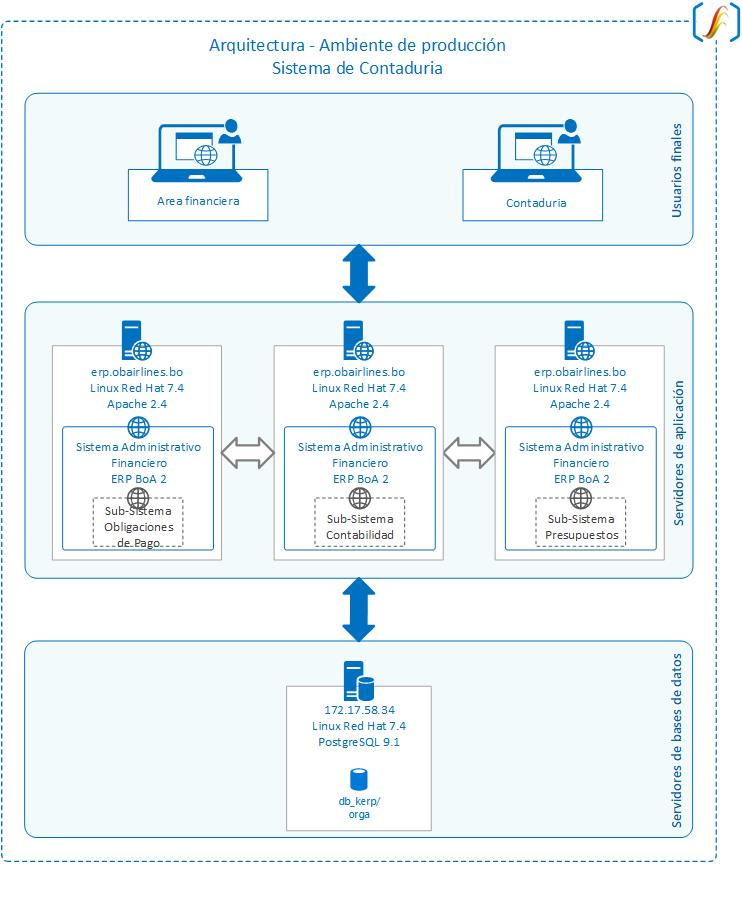 Arquitectura - Ambiente de producción
Sistema de Contaduria
Usuarios finales
Area financiera
Contaduria
Servidores de aplicación
erp.obairlines.bo
Linux Red Hat 7.4
Apache 2.4
Sistema Administrativo
Financiero
ERP BoA 2
Sub-Sistema
Obligaciones
de Pago
erp.obairlines.bo
Linux Red Hat 7.4
Apache 2.4
Sistema Administrativo
Financiero
ERP BoA 2
Sub-Sistema
Contabilidad
erp.obairlines.bo
Linux Red Hat 7.4
Apache 2.4
Sistema Administrativo
Financiero
ERP BoA 2
Sub-Sistema
Presupuestos
Servidores de bases de datos
172.17.58.34
Linux Red Hat 7.4
PostgreSQL 9.1
db_kerp/
orga